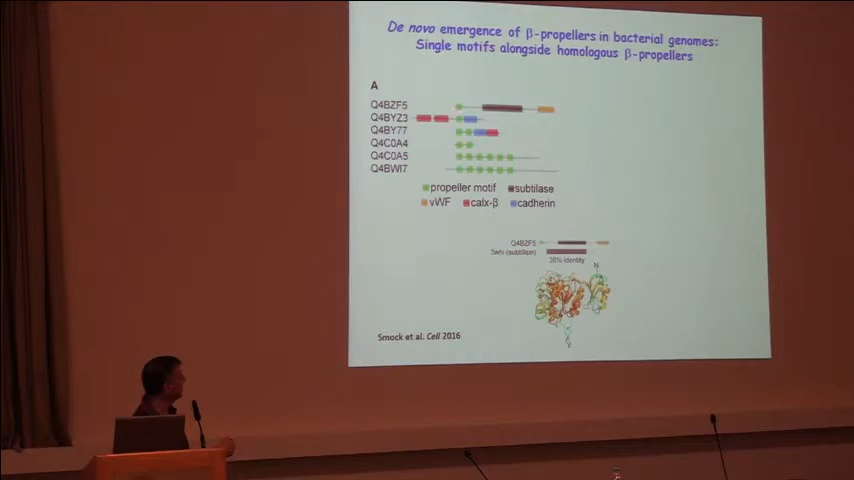 De novo emergence of β-propellers in bacterial genomes:
Single motifs alongside homologous β-propellers
A
Q4BZF5
Q4BYZ3
Q4BY77
Q4C0A4
Q4C0A5
Q4BWI7
propeller motif subtilase
vWF calx-β cadherin
Q4BZF5
(subtilisin)
35% identity
N
Smock et al. Cell 2016